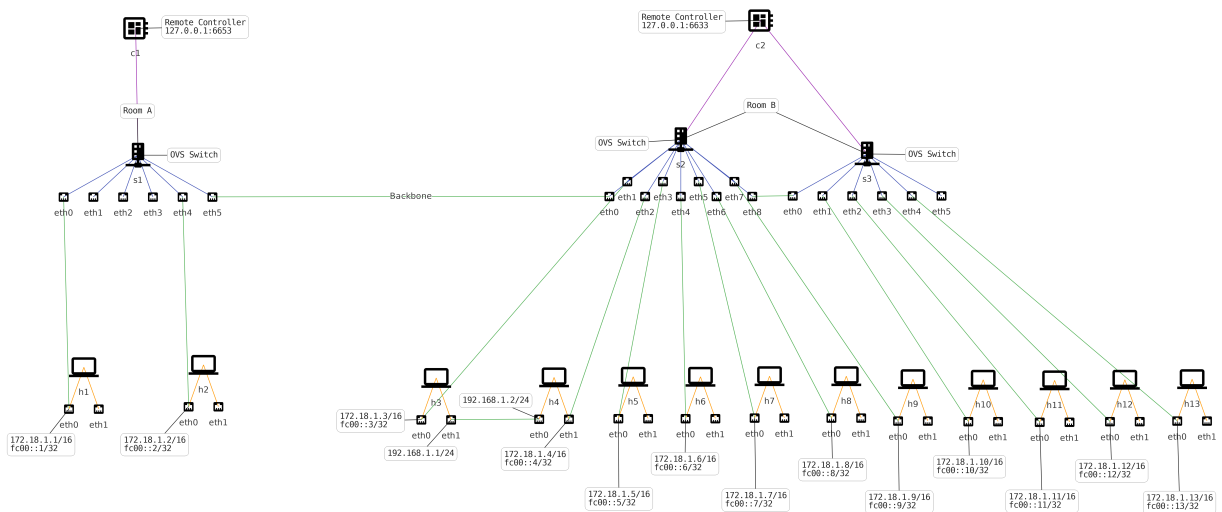 Remote Controller
127.0.0.1:6653
c1
Remote Controller
127.0.0.1:6633
c2
Room A
Room B
OVS Switch
s1
OVS Switch
s2
OVS Switch
s3
eth0
eth1
eth2
eth3
eth4
eth5
Backbone
eth0
eth1
eth2
eth3
eth4
eth5
eth6
eth7
eth8
eth0
eth1
eth2
eth3
eth4
eth5
h1
h2
h3
h4
h5
h6
h7
h8
h9
h10
h11
h12
h13
192.168.1.2/24
eth0
eth1
eth0
eth1
eth0
eth1
eth0
eth1
eth0
eth1
eth0
eth1
eth0
eth1
eth0
eth1
eth0
eth1
eth0
eth1
eth0
eth1
eth0
eth1
eth0
eth1
172.18.1.1/16
fc00::1/32
172.18.1.2/16
fc00::2/32
172.18.1.3/16
fc00::3/32
192.168.1.1/24
172.18.1.4/16
fc00::4/32
172.18.1.5/16
fc00::5/32
172.18.1.6/16
fc00::6/32
172.18.1.7/16
fc00::7/32
172.18.1.8/16
fc00::8/32
172.18.1.9/16
fc00::9/32
172.18.1.10/16
fc00::10/32
172.18.1.11/16
fc00::11/32
172.18.1.12/16
fc00::12/32
172.18.1.13/16
fc00::13/32